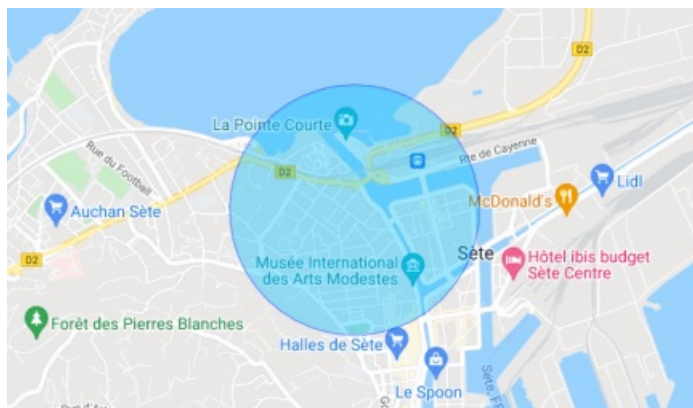 D2
La Pointe Courte
D2
Rte de Cayenne
Rue du Football
D2
Lidl
McDonald's
Auchan Sète
Sète
Hôtel ibis budget
Sète Centre
Musée International
des Arts Modestes
D2
Forêt des Pierres Blanches
Halles de Sète
Le Spoon